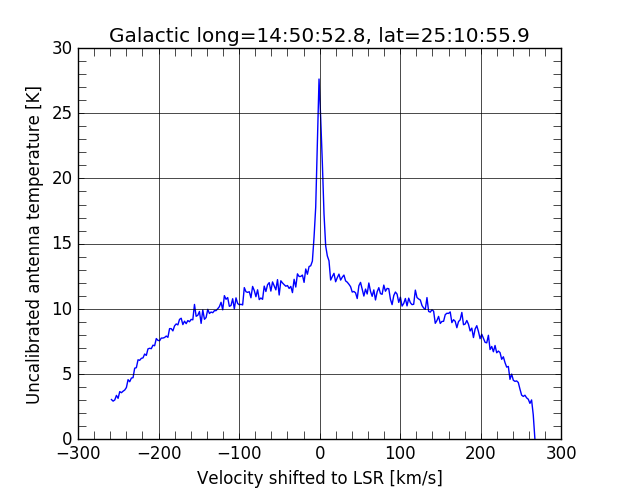 Galactic long=14:50:52.8, lat=25:10:55.9
Uncalibrated antenna temperature [K]
30
25
20
15
10
5
0
−300 −200 −100 0 100 200 300
Velocity shifted to LSR [km/s]